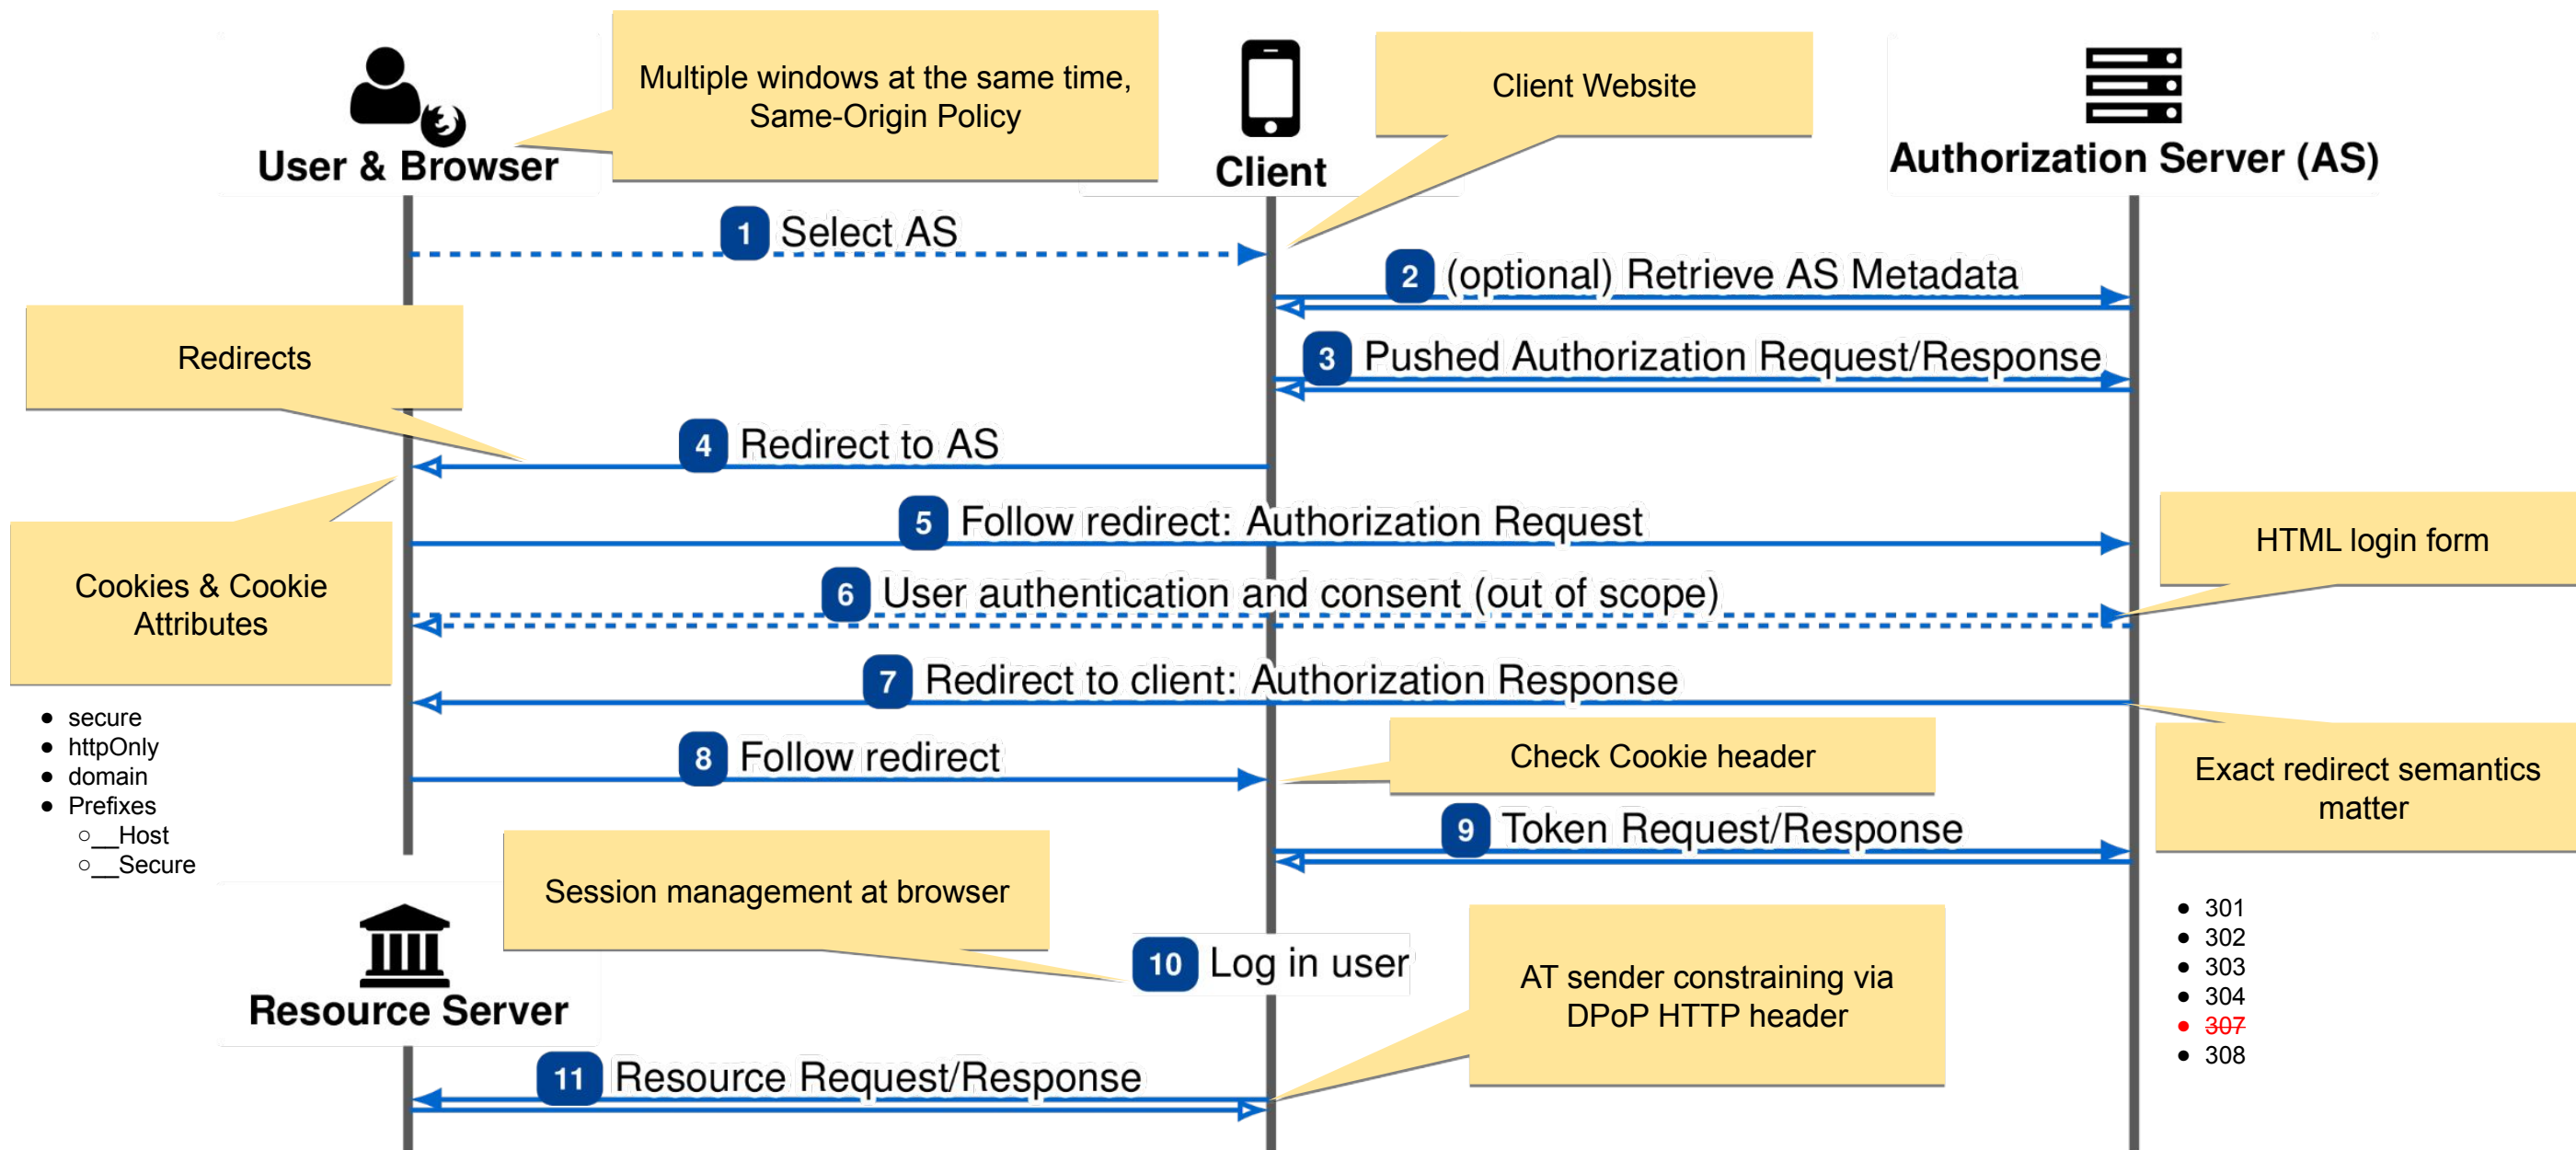 Multiple windows at the same time,
Same-Origin Policy
Client Website
User & Browser
Client
Authorization Server (AS)
1 Select AS
2 (optional) Retrieve AS Metadata
Redirects
3 Pushed Authorization Request/Response
4 Redirect to AS
5 Follow redirect: Authorization Request
HTML login form
Cookies & Cookie
Attributes
6 User authentication and consent (out of scope)
7 Redirect to client: Authorization Response
● secure
● httpOnly
● domain
● Prefixes
○__Host
○__Secure
8 Follow redirect
Check Cookie header
Exact redirect semantics
matter
9 Token Request/Response
Session management at browser
10 Log in user
● 301
● 302
● 303
● 304
● 307
● 308
AT sender constraining via
DPoP HTTP header
Resource Server
11 Resource Request/Response